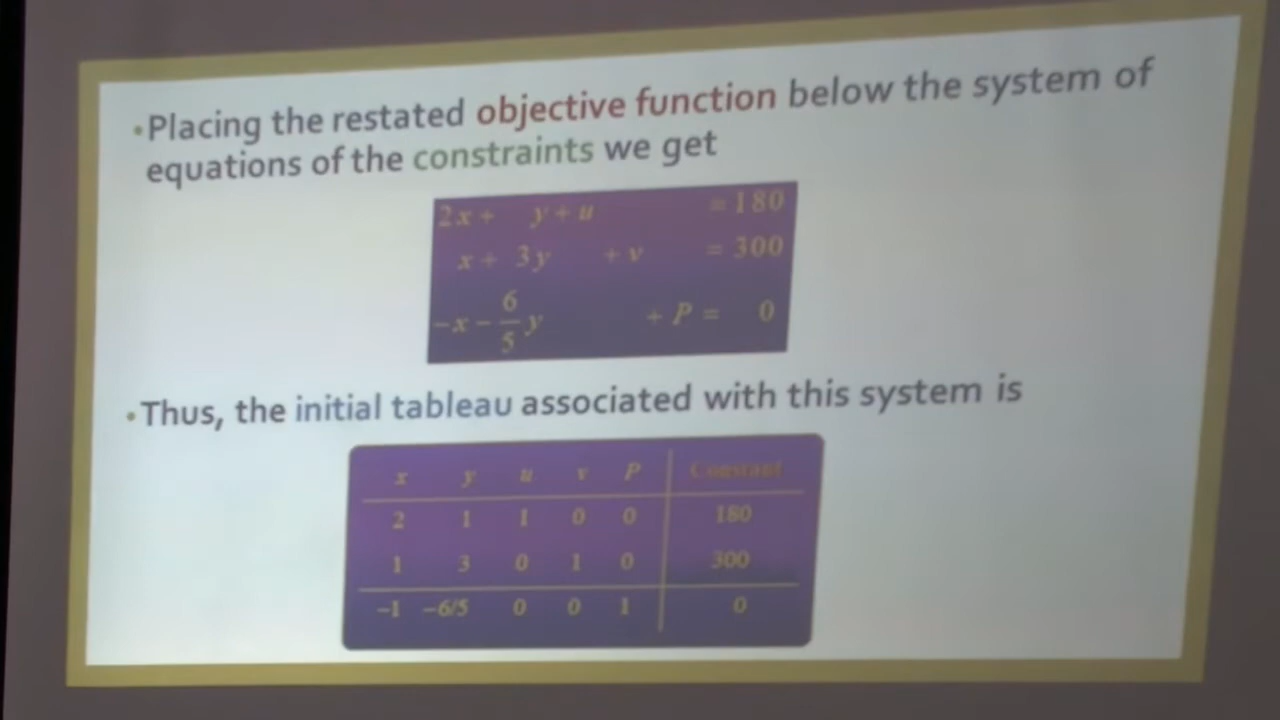 •Placing the restated objective function below the system of
equations of the constraints we get
2x + y + u = 180
x + 3y + v = 300
−x − 6/5 y + P = 0
•Thus, the initial tableau associated with this system is
x y u v P Constant
2 1 1 0 0 180
1 3 0 1 0 300
−1 −6/5 0 0 1 0